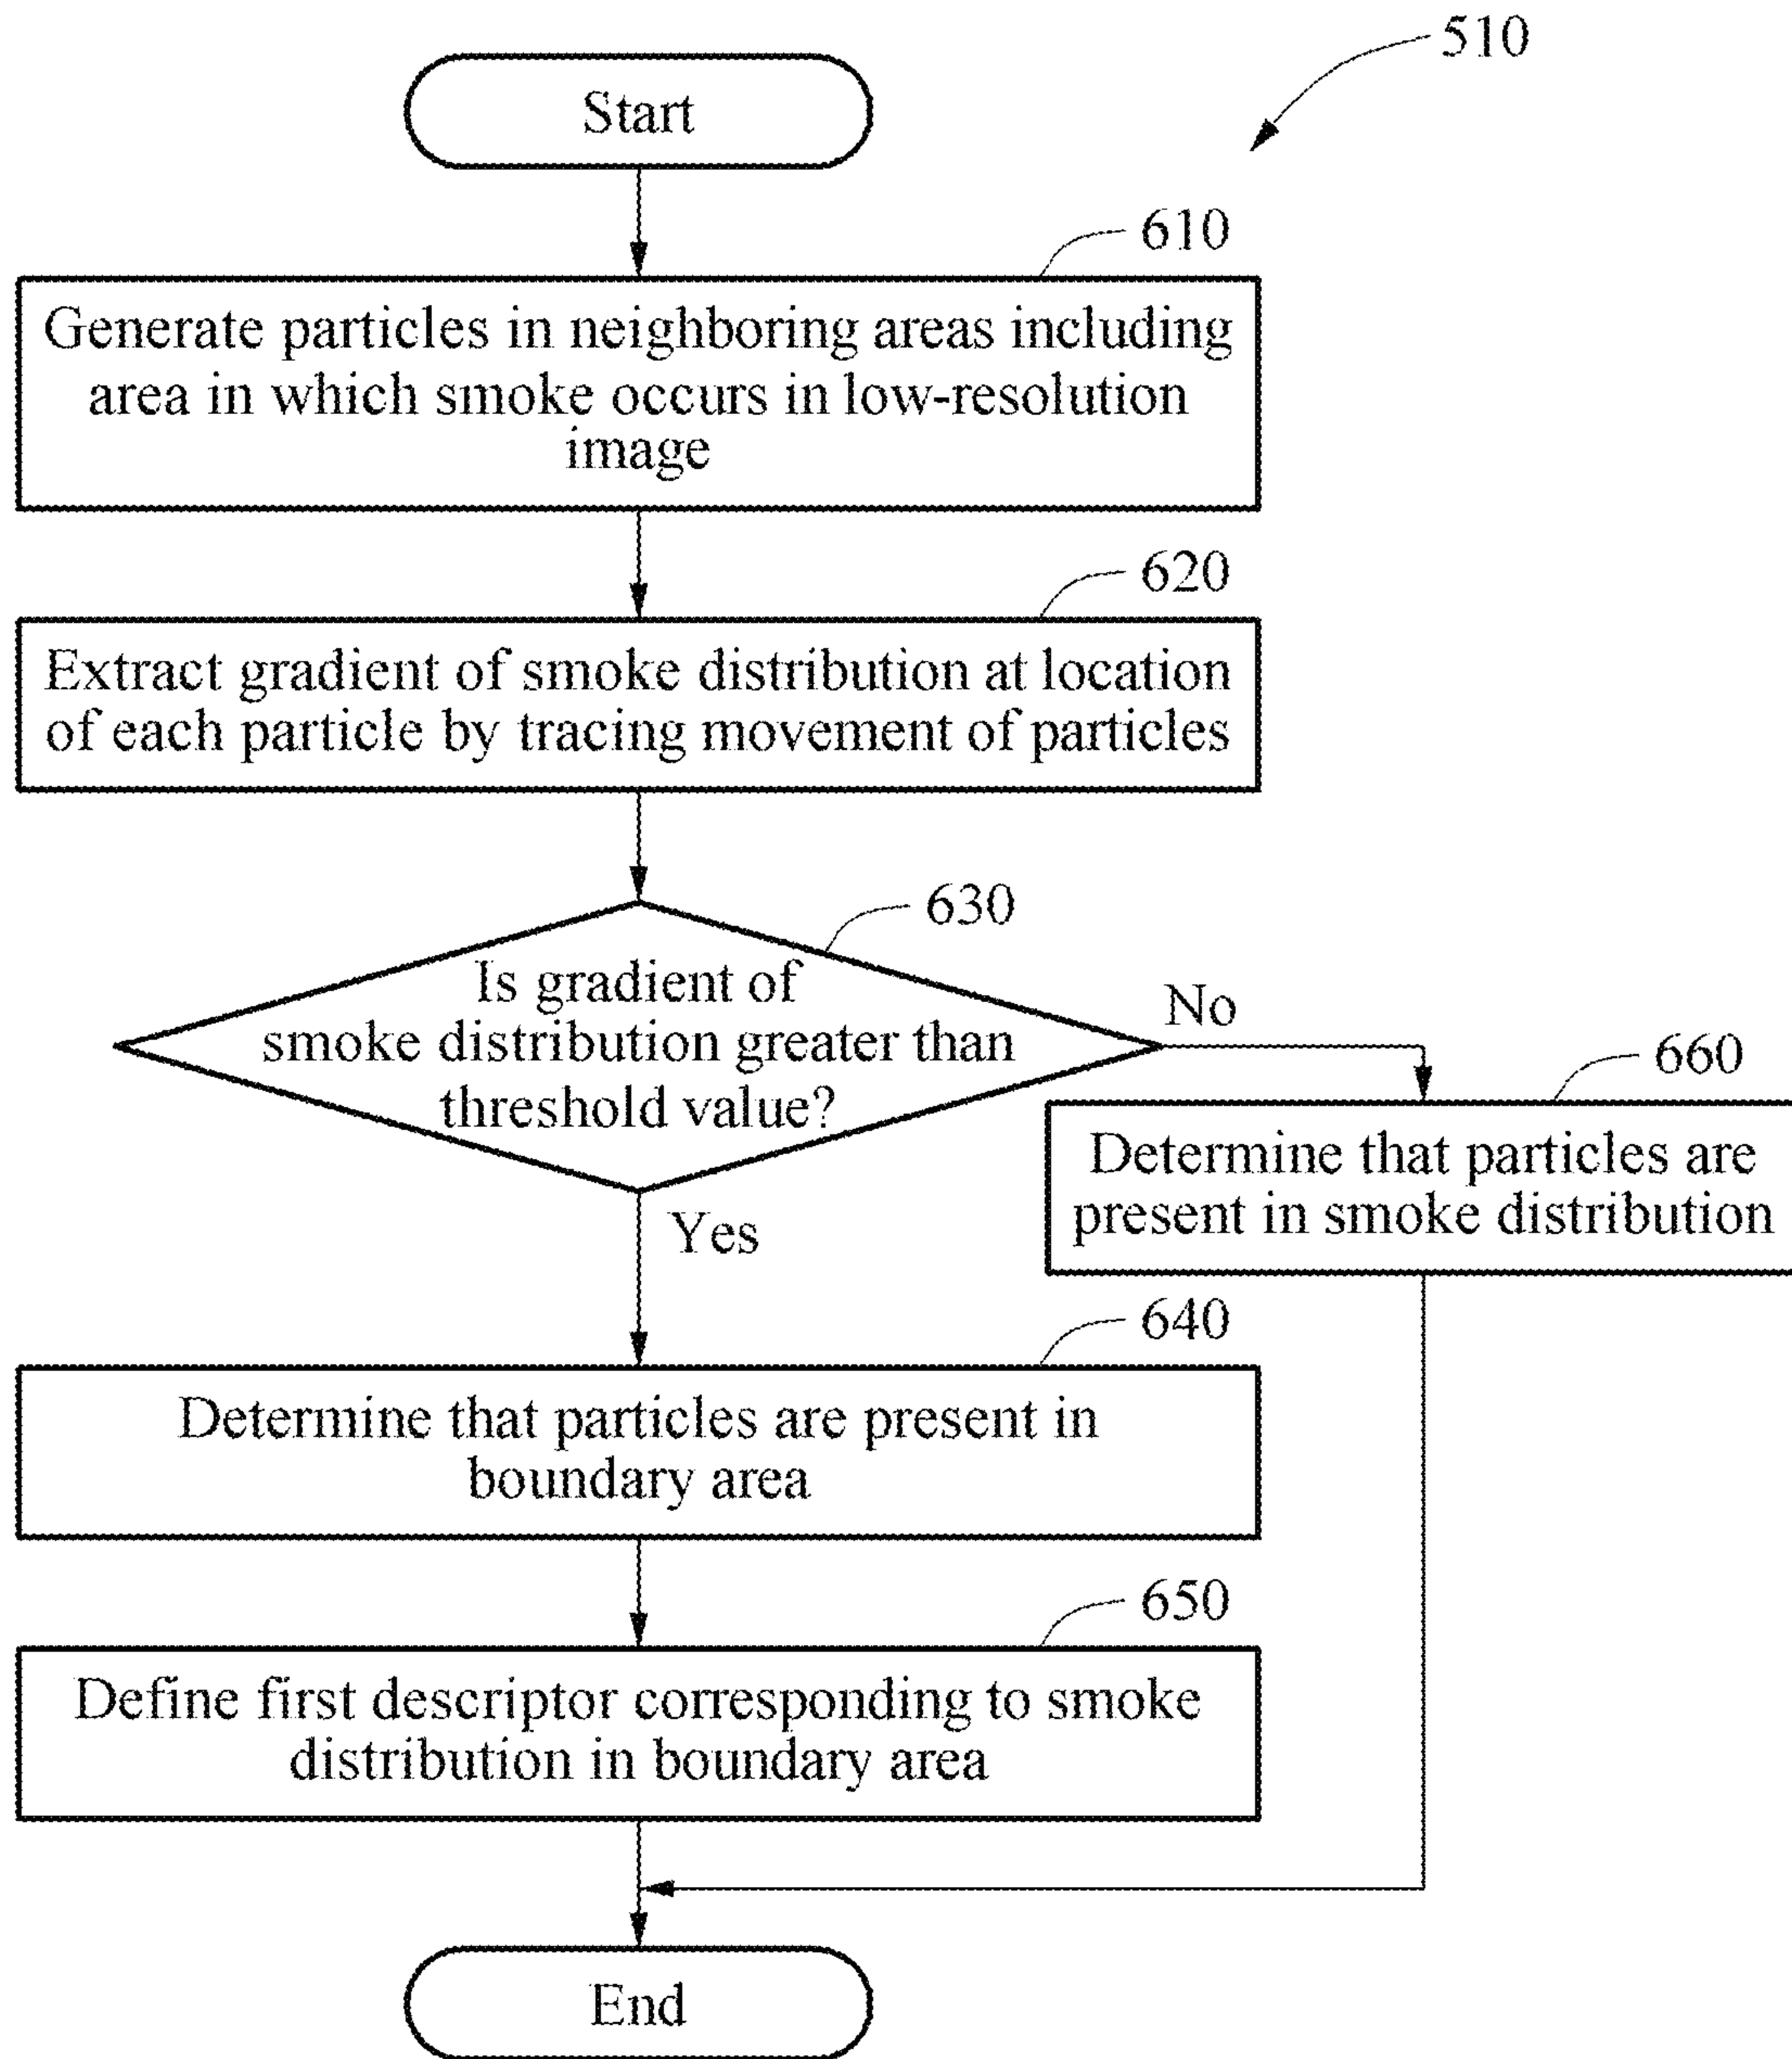 510
Start
610
Generate particles in neighboring areas including
area in which smoke occurs in low-resolution
image
620
Extract gradient of smoke distribution at location
of each particle by tracing movement of particles
630
Is gradient of
smoke distribution greater than
threshold value?
No
660
Determine that particles are
present in smoke distribution
Yes
640
Determine that particles are present in
boundary area
650
Define first descriptor corresponding to smoke
distribution in boundary area
End